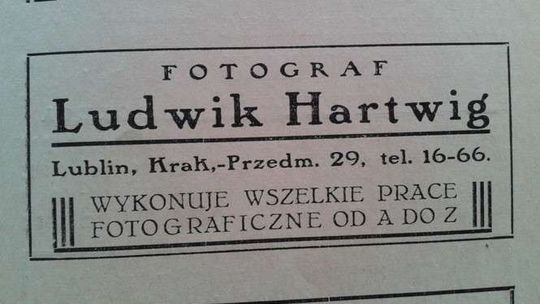 FOTOGRAF
Ludwik Hartwig
Lublin, Krak,-Przedm. 29, tel. 16-66.
WYKONUJE WSZELKIE PRACE
FOTOGRAFICZNE OD A DO Z